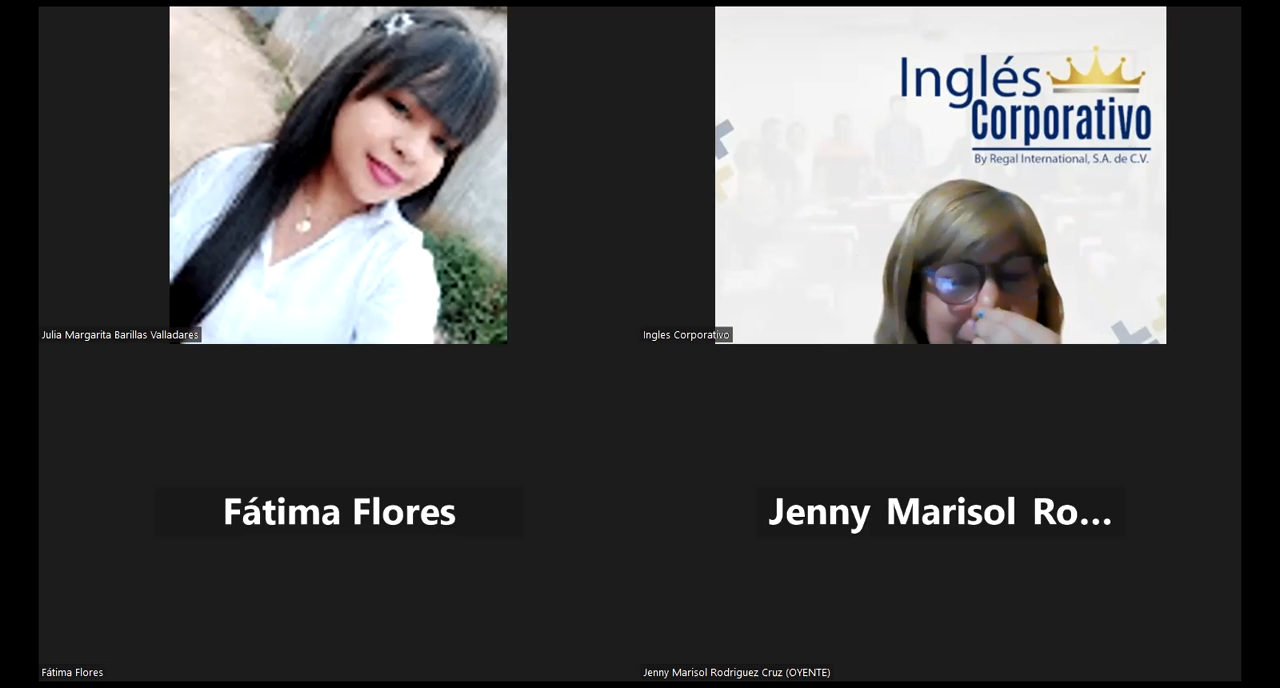 Inglés
Corporativo
By Regal International, S.A. de C.V.
Julia Margarita Barillas Valladares
Ingles Corporativo
Fátima Flores
Jenny Marisol Ro...
Fátima Flores
Jenny Marisol Rodriguez Cruz (OYENTE)